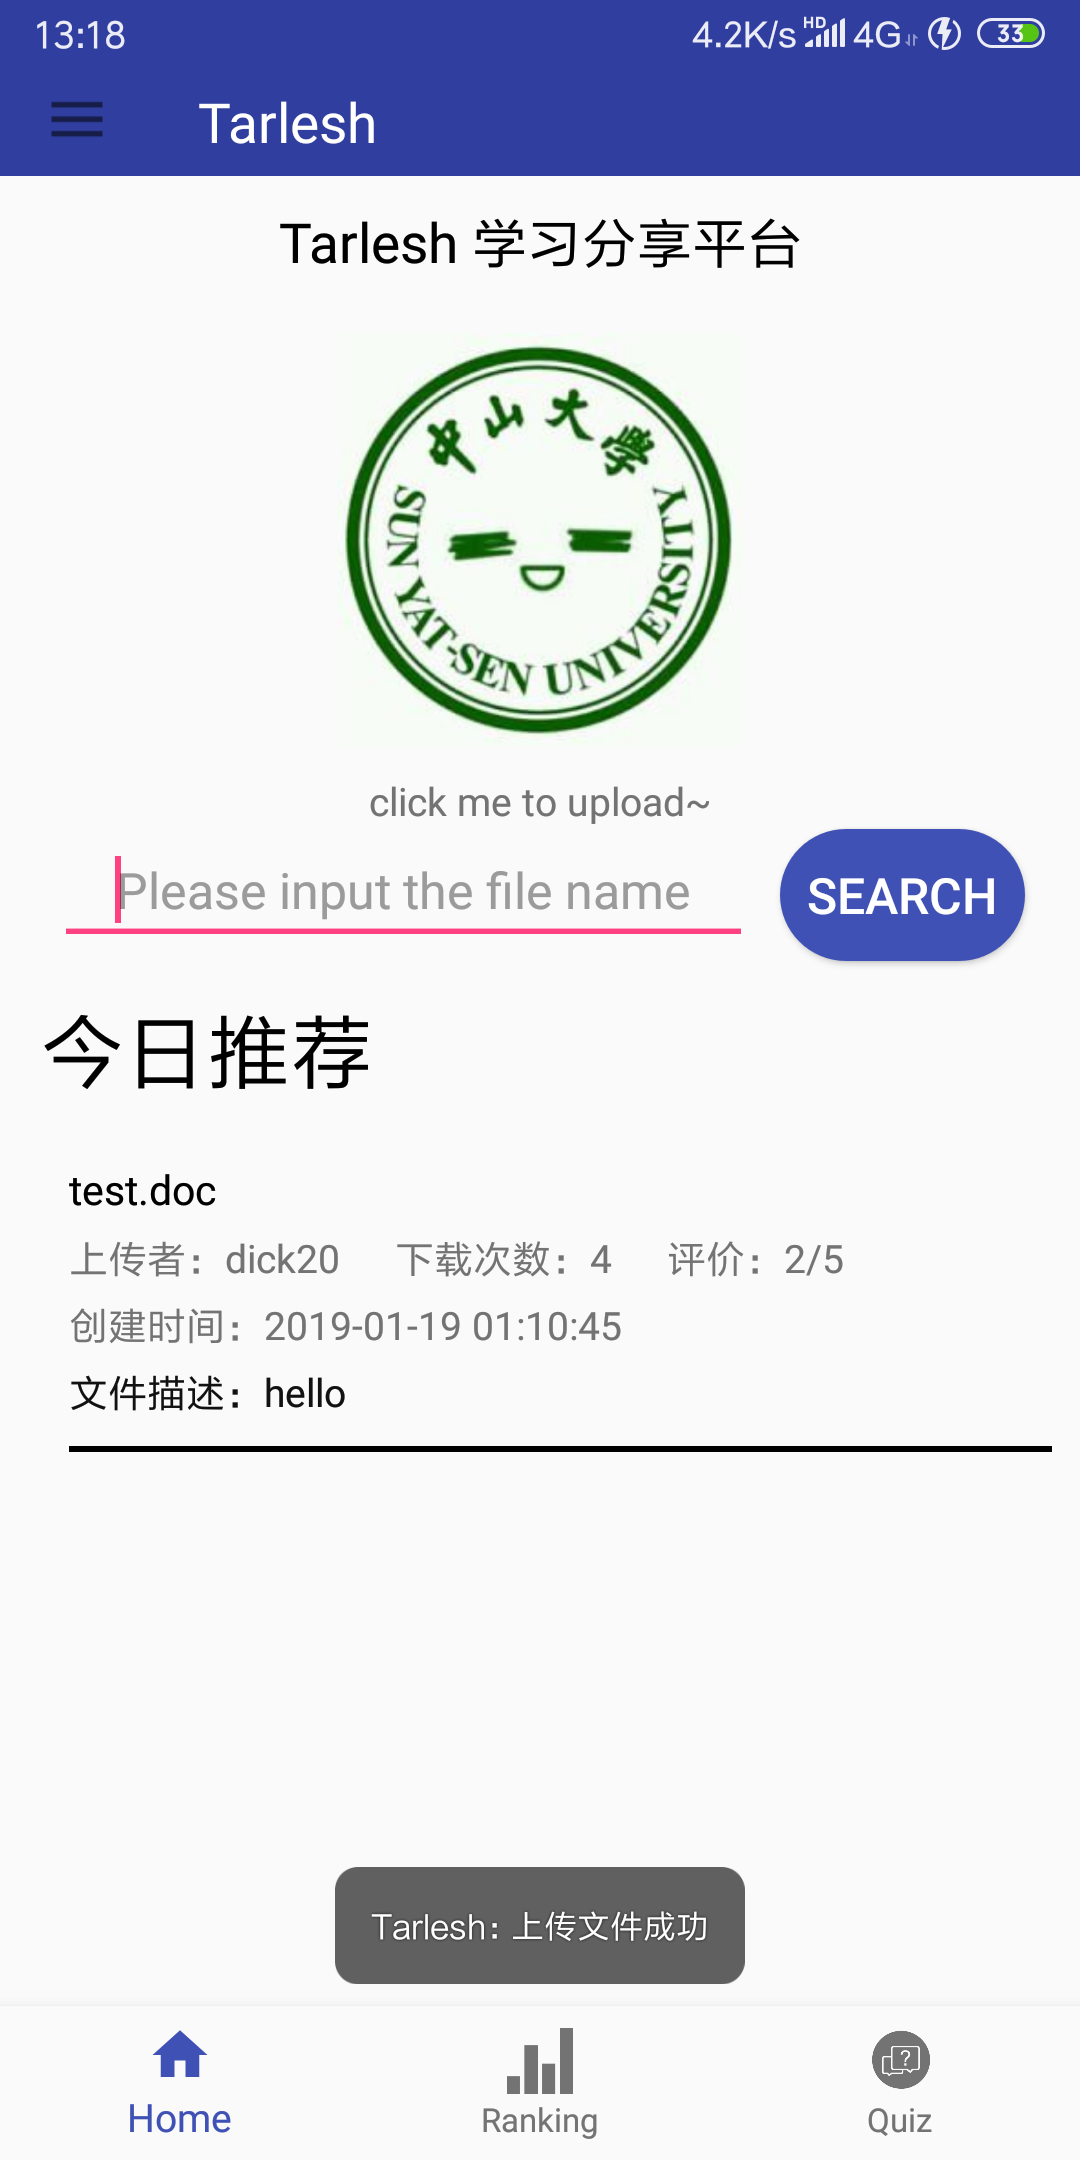 13:18 4.2K/s HD 4G 33
Tarlesh
Tarlesh 学习分享平台
中山大學
SUN YAT-SEN UNIVERSITY
click me to upload~
Please input the file name SEARCH
今日推荐
test.doc
上传者：dick20 下载次数：4 评价：2/5
创建时间：2019-01-19 01:10:45
文件描述：hello
Tarlesh：上传文件成功
Home Ranking Quiz